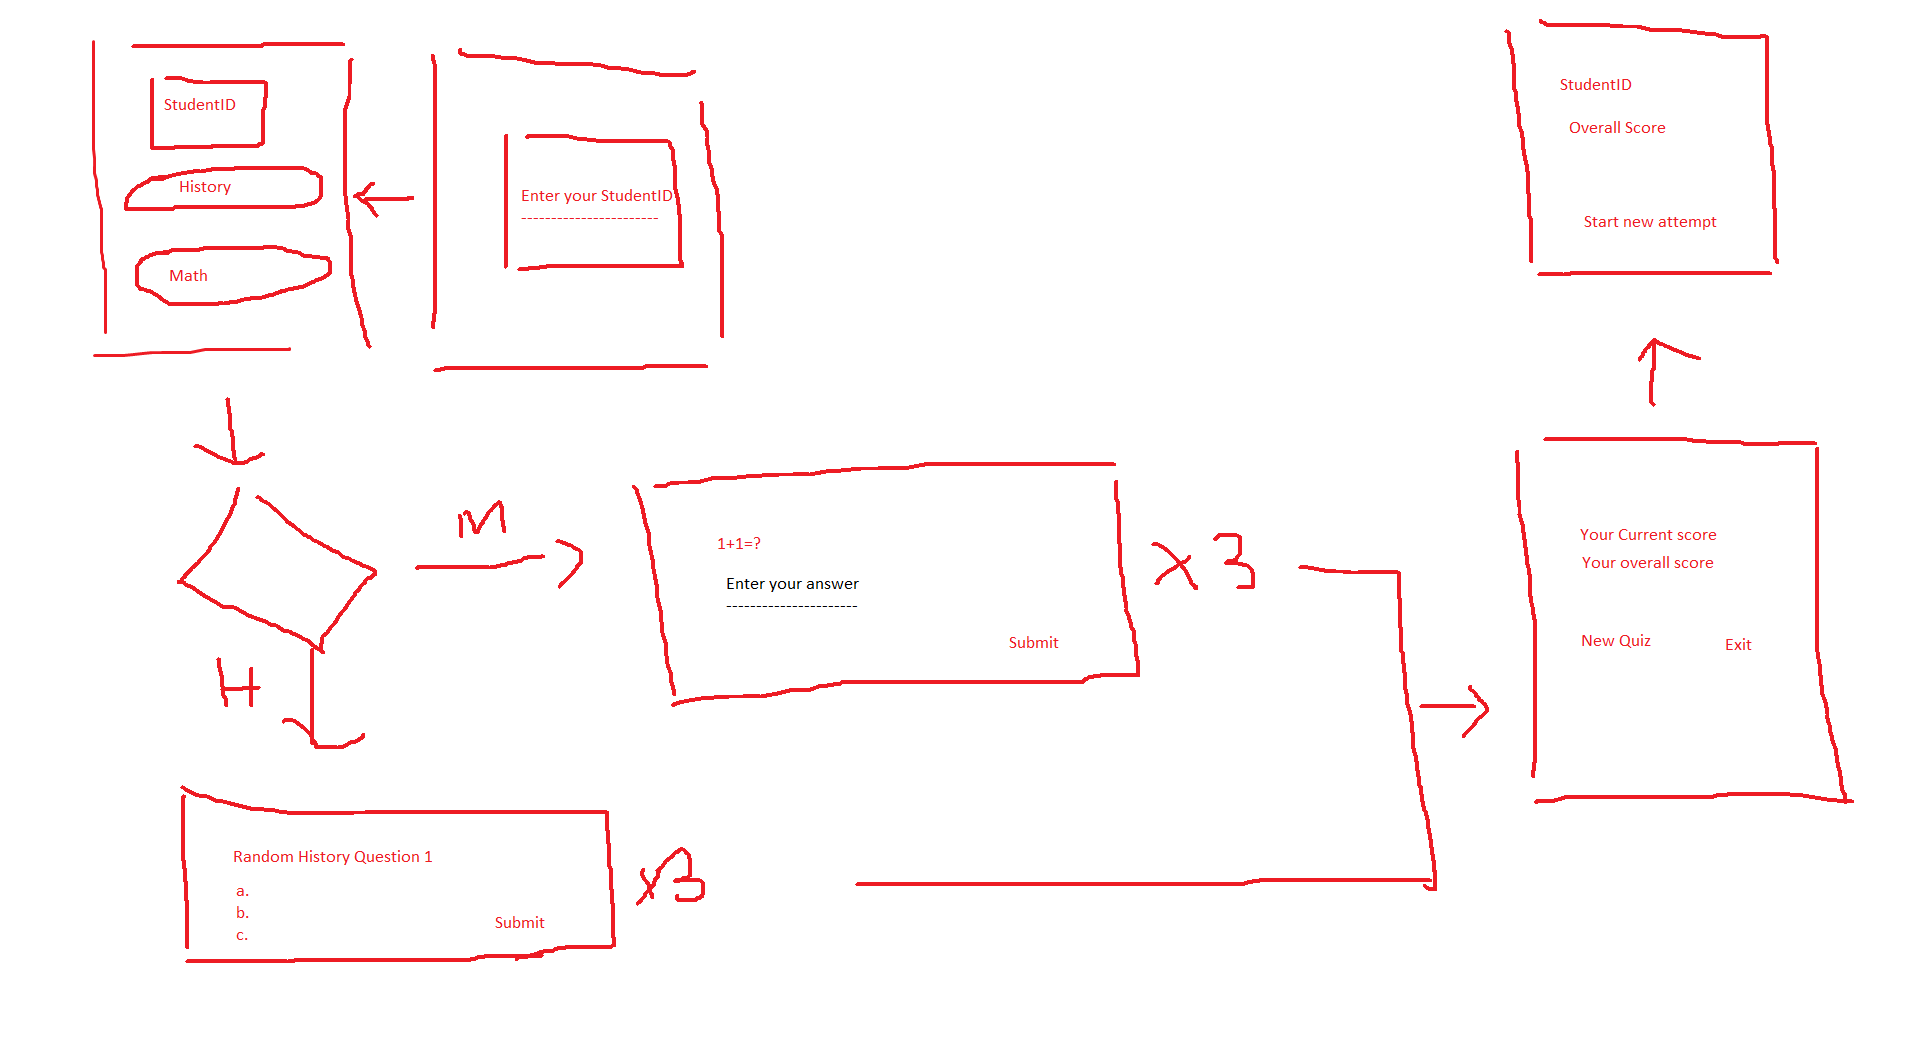 StudentID
History
Math
Enter your StudentID
-----------------------
StudentID
Overall Score
Start new attempt
M
1+1=?
Enter your answer
----------------------
Submit
x3
Your Current score
Your overall score
New Quiz
Exit
H
Random History Question 1
a.
b.
c.
Submit
x3